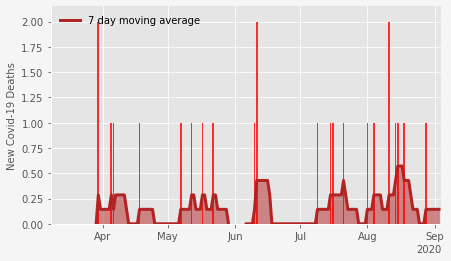 7 day moving average
New Covid-19 Deaths
2.00
1.75
1.50
1.25
1.00
0.75
0.50
0.25
0.00
Apr
May
Jun
Jul
Aug
Sep
2020